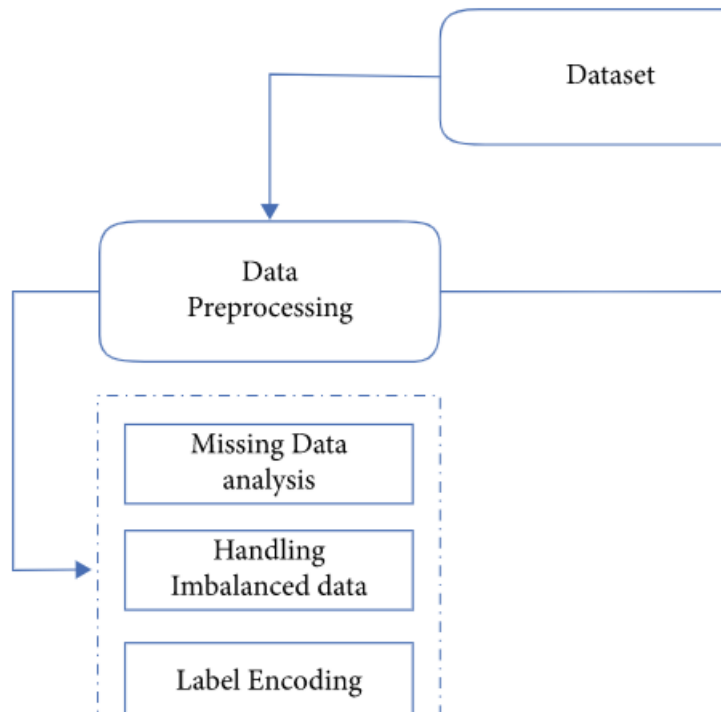 Dataset
Data
Preprocessing
Missing Data
analysis
Handling
Imbalanced data
Label Encoding